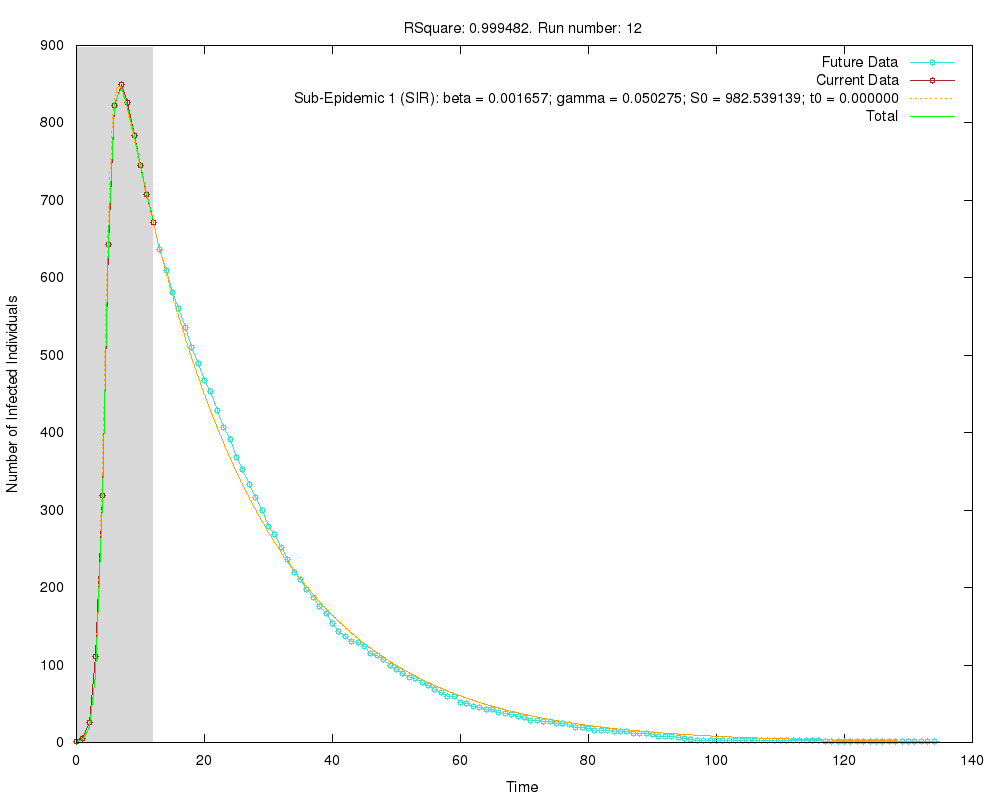 RSquare: 0.999482. Run number: 12
Future Data
Current Data
Sub-Epidemic 1 (SIR): beta = 0.001657; gamma = 0.050275; S0 = 982.539139; t0 = 0.000000
Total
900
800
700
600
500
400
300
200
100
0
Number of Infected Individuals
0 20 40 60 80 100 120 140
Time